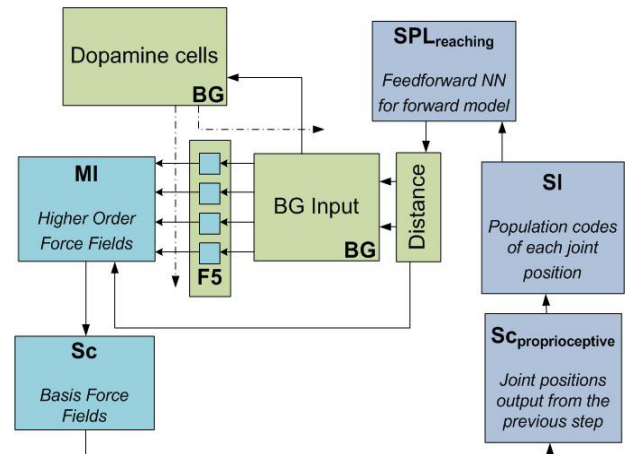 Dopamine cells
BG
SPLreaching
Feedforward NN
for forward model
MI
Higher Order
Force Fields
F5
BG Input
BG
Distance
SI
Population codes
of each joint
position
Sc
Basis Force
Fields
Scproprioceptive
Joint positions
output from the
previous step